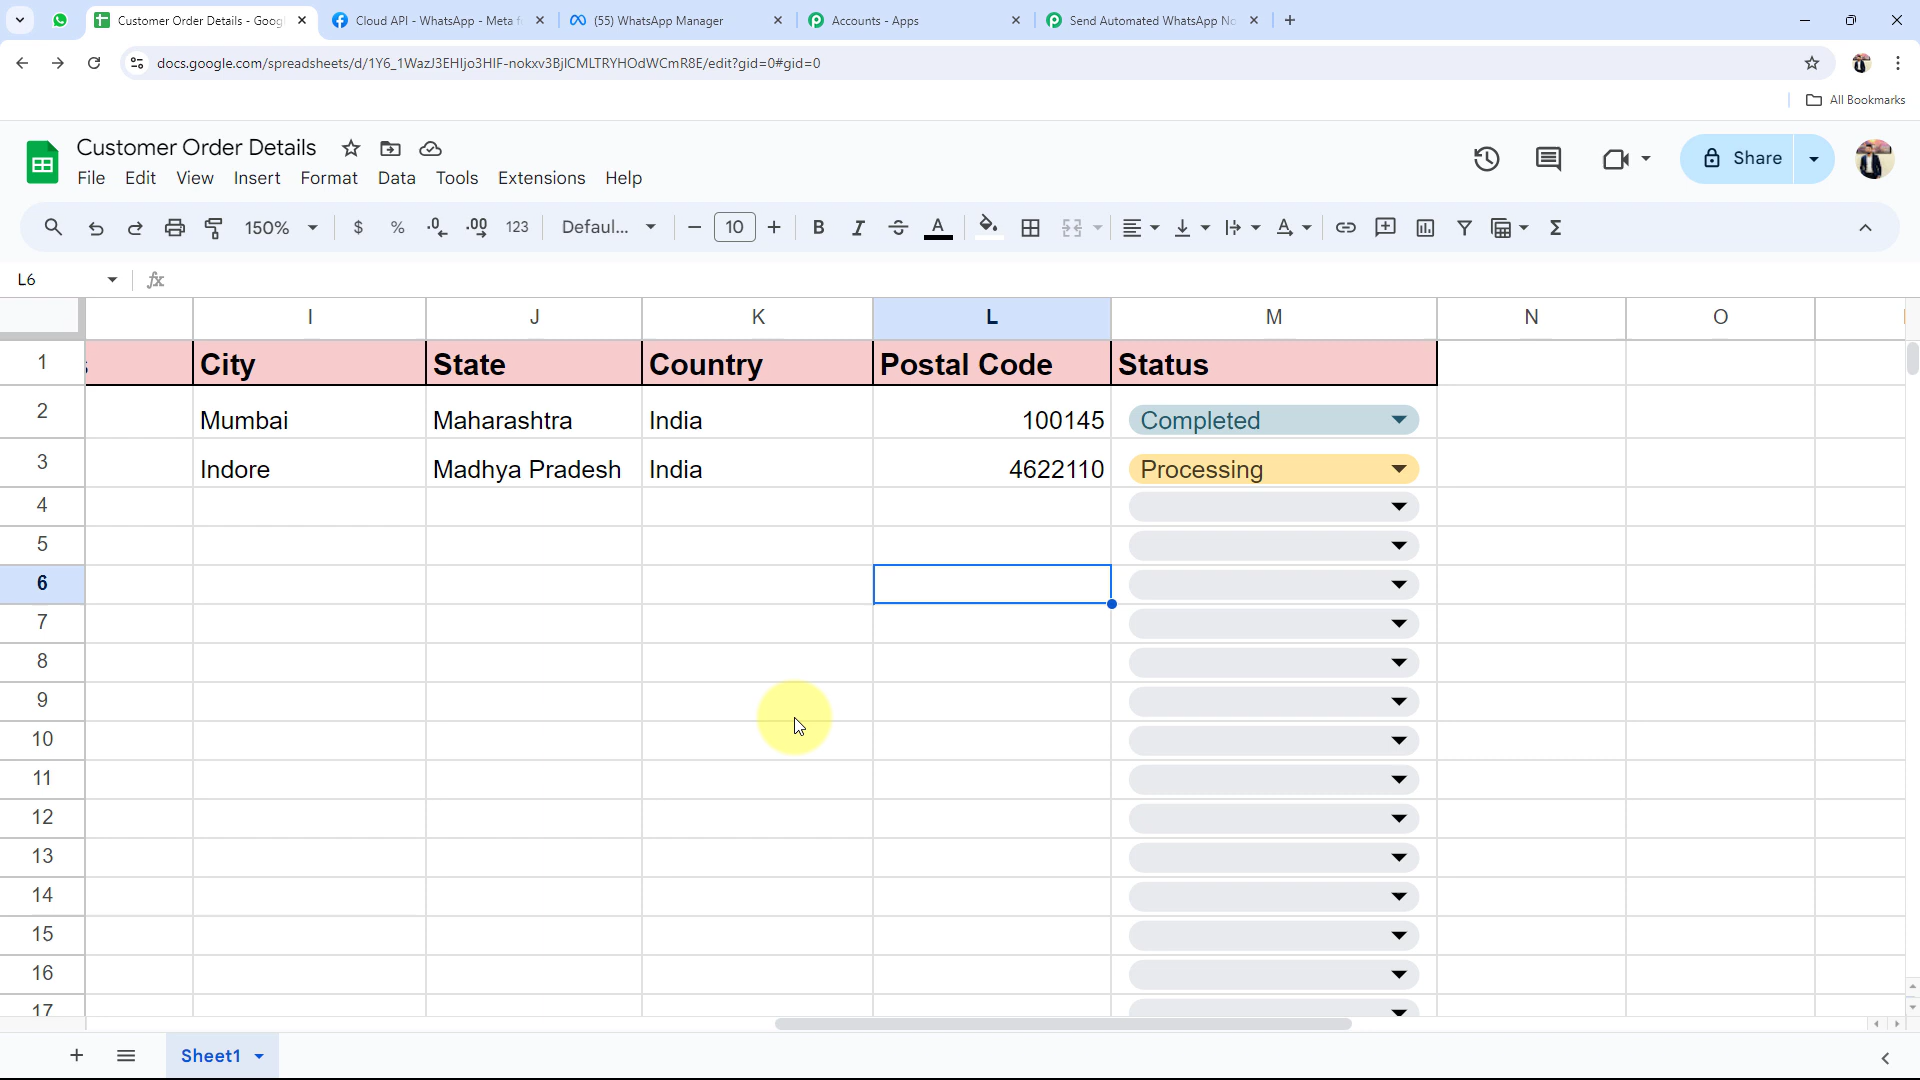 Customer Order Details - Goog
Cloud API - WhatsApp - Meta f
(55) WhatsApp Manager
Accounts - Apps
Send Automated WhatsApp No
docs.google.com/spreadsheets/d/1Y6_1WazJ3EHIjo3HIF-nokxv3BjlCMLTRYHOdWCmR8E/edit?gid=0#gid=0
All Bookmarks
Customer Order Details
Share
File Edit View Insert Format Data Tools Extensions Help
150% $ % .0 .00 123 Defaul... 10 B I A
L6 fx
I J K L M N O
1 City State Country Postal Code Status
2 Mumbai Maharashtra India 100145 Completed
3 Indore Madhya Pradesh India 4622110 Processing
4
5
6
7
8
9
10
11
12
13
14
15
16
17
Sheet1